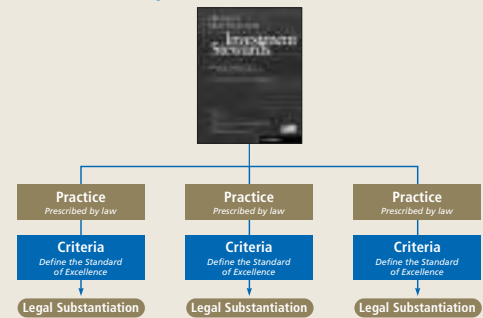 Investment
Stewards
Practice
Prescribed by law
Practice
Prescribed by law
Practice
Prescribed by law
Criteria
Define the Standard
of Excellence
Criteria
Define the Standard
of Excellence
Criteria
Define the Standard
of Excellence
Legal Substantiation
Legal Substantiation
Legal Substantiation